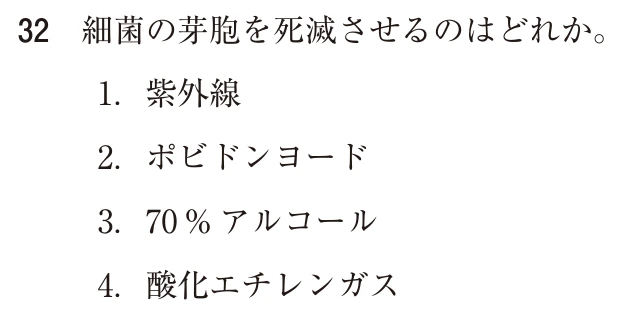 32 細菌の芽胞を死滅させるのはどれか。
1. 紫外線
2. ポビドンヨード
3. 70 % アルコール
4. 酸化エチレンガス